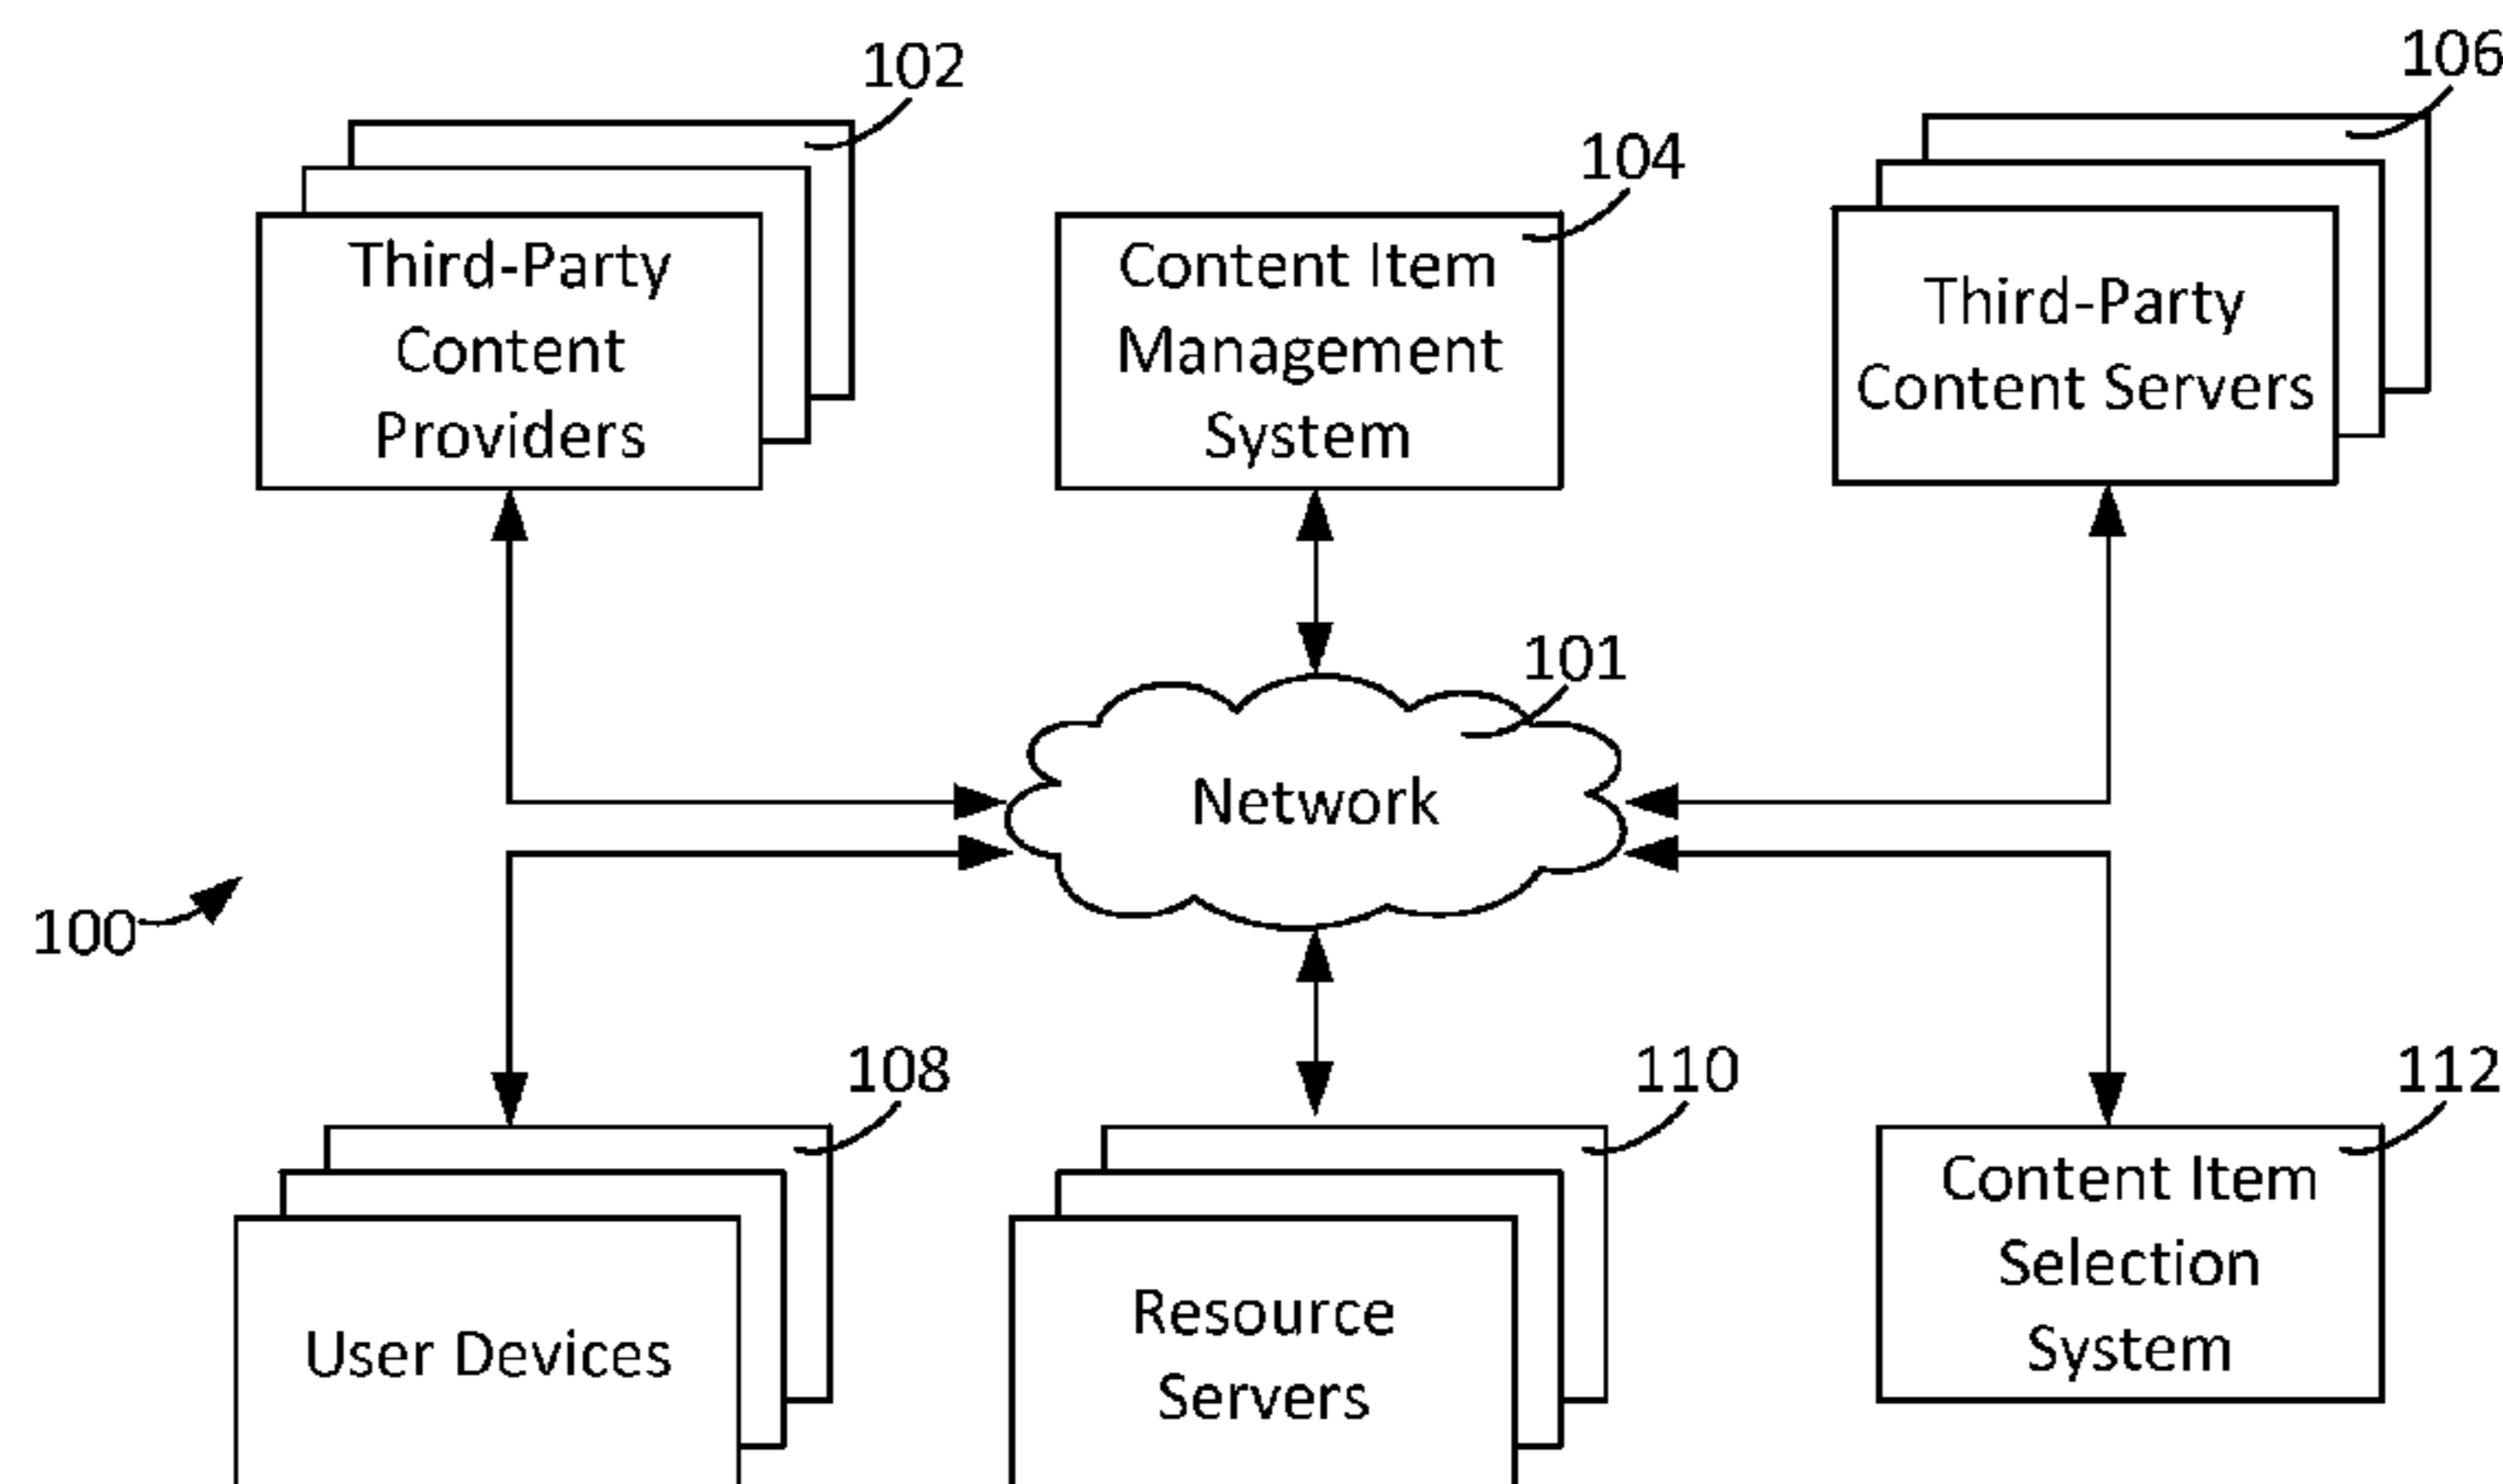 102
106
104
Third-Party
Content
Providers
Content Item
Management
System
Third-Party
Content Servers
101
Network
100
108
110
112
User Devices
Resource
Servers
Content Item
Selection
System